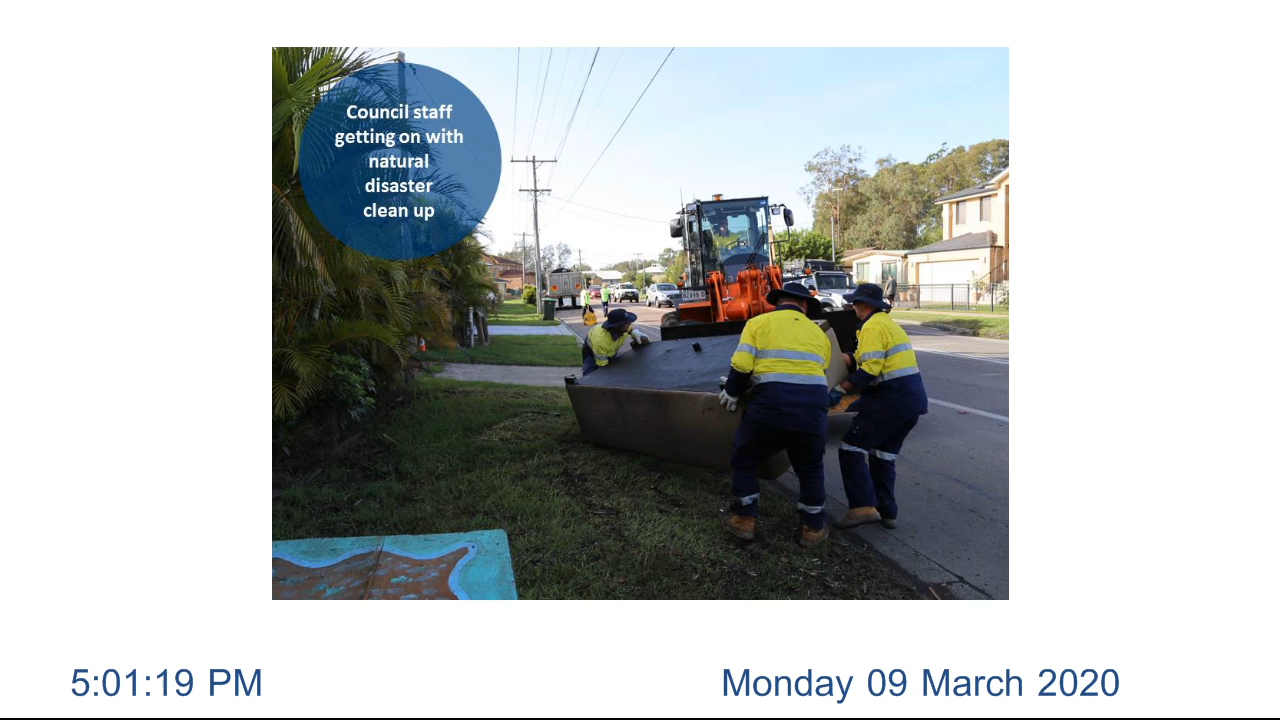 Council staff
getting on with
natural
disaster
clean up
5:01:19 PM
Monday 09 March 2020